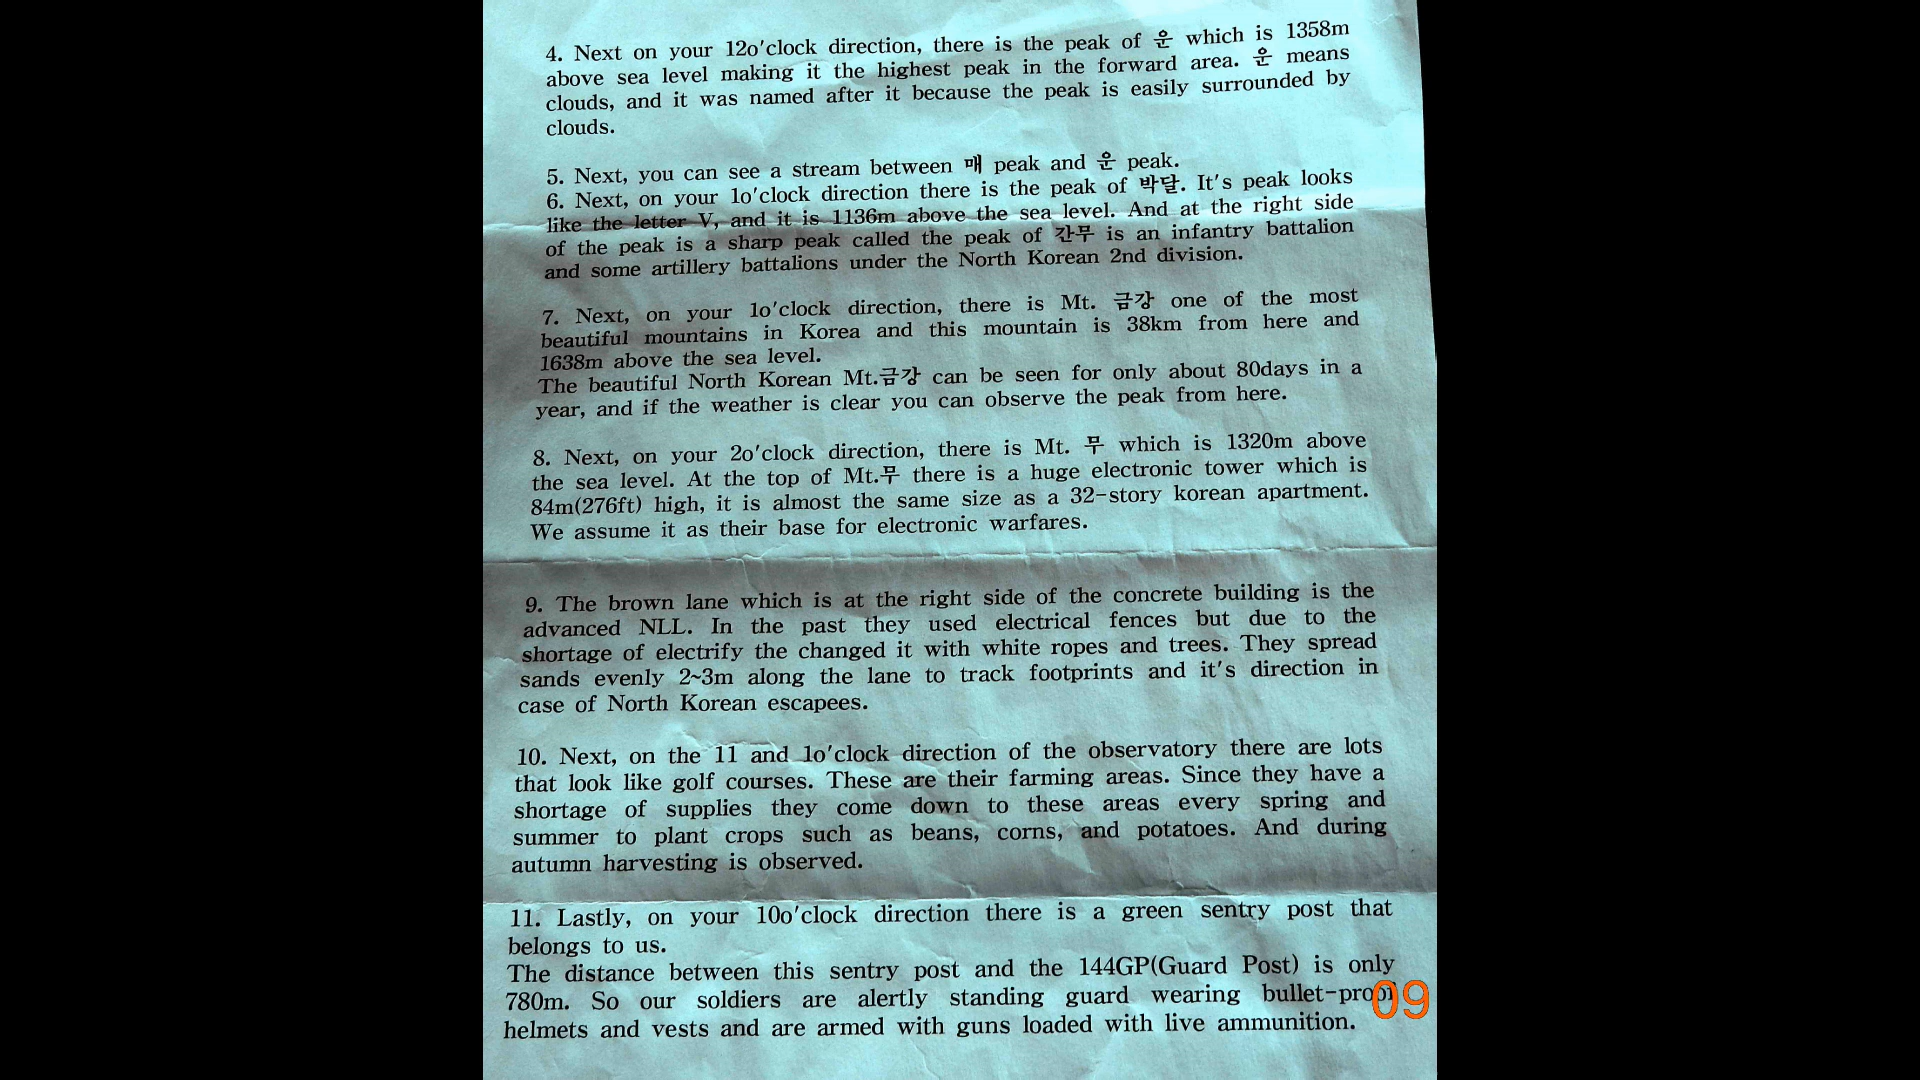 4. Next on your 12o'clock direction, there is the peak of 운 which is 1358m
above sea level making it the highest peak in the forward area. 운 means
clouds, and it was named after it because the peak is easily surrounded by
clouds.
5. Next, you can see a stream between 매 peak and 운 peak.
6. Next, on your 1o'clock direction there is the peak of 박달. It's peak looks
like the letter V, and it is 1136m above the sea level. And at the right side
of the peak is a sharp peak called the peak of 간무 is an infantry battalion
and some artillery battalions under the North Korean 2nd division.
7. Next, on your 1o'clock direction, there is Mt. 금강 one of the most
beautiful mountains in Korea and this mountain is 38km from here and
1638m above the sea level.
The beautiful North Korean Mt.금강 can be seen for only about 80days in a
year, and if the weather is clear you can observe the peak from here.
8. Next, on your 2o'clock direction, there is Mt. 무 which is 1320m above
the sea level. At the top of Mt.무 there is a huge electronic tower which is
84m(276ft) high, it is almost the same size as a 32-story korean apartment.
We assume it as their base for electronic warfares.
9. The brown lane which is at the right side of the concrete building is the
advanced NLL. In the past they used electrical fences but due to the
shortage of electrify the changed it with white ropes and trees. They spread
sands evenly 2~3m along the lane to track footprints and it's direction in
case of North Korean escapees.
10. Next, on the 11 and 1o'clock direction of the observatory there are lots
that look like golf courses. These are their farming areas. Since they have a
shortage of supplies they come down to these areas every spring and
summer to plant crops such as beans, corns, and potatoes. And during
autumn harvesting is observed.
11. Lastly, on your 10o'clock direction there is a green sentry post that
belongs to us.
The distance between this sentry post and the 144GP(Guard Post) is only
780m. So our soldiers are alertly standing guard wearing bullet-proof
helmets and vests and are armed with guns loaded with live ammunition.
09